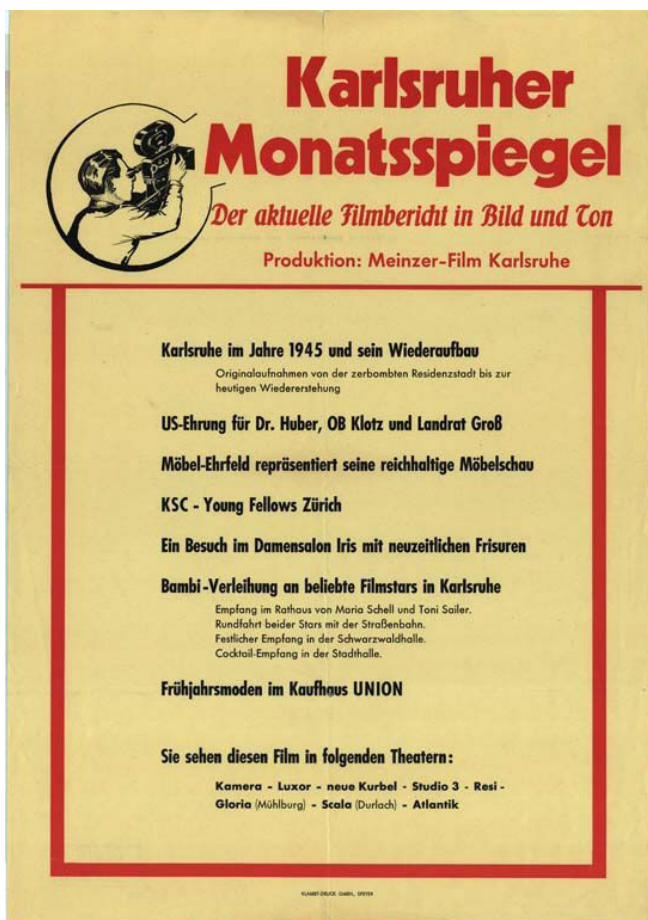 Karlsruher
Monatsspiegel
Der aktuelle Filmbericht in Bild und Ton
Produktion: Meinzer-Film Karlsruhe
Karlsruhe im Jahre 1945 und sein Wiederaufbau
Originalaufnahmen von der zerbombten Residenzstadt bis zur
heutigen Wiedererstehung
US-Ehrung für Dr. Huber, OB Klotz und Landrat Groß
Möbel-Ehrfeld repräsentiert seine reichhaltige Möbelschau
KSC - Young Fellows Zürich
Ein Besuch im Damensalon Iris mit neuzeitlichen Frisuren
Bambi-Verleihung an beliebte Filmstars in Karlsruhe
Empfang im Rathaus von Maria Schell und Toni Sailer.
Rundfahrt beider Stars mit der Straßenbahn.
Festlicher Empfang in der Schwarzwaldhalle.
Cocktail-Empfang in der Stadthalle.
Frühjahrsmoden im Kaufhaus UNION
Sie sehen diesen Film in folgenden Theatern:
Kamera - Luxor - neue Kurbel - Studio 3 - Resi -
Gloria (Mühlburg) - Scala (Durlach) - Atlantik
GMBH., SPEYER